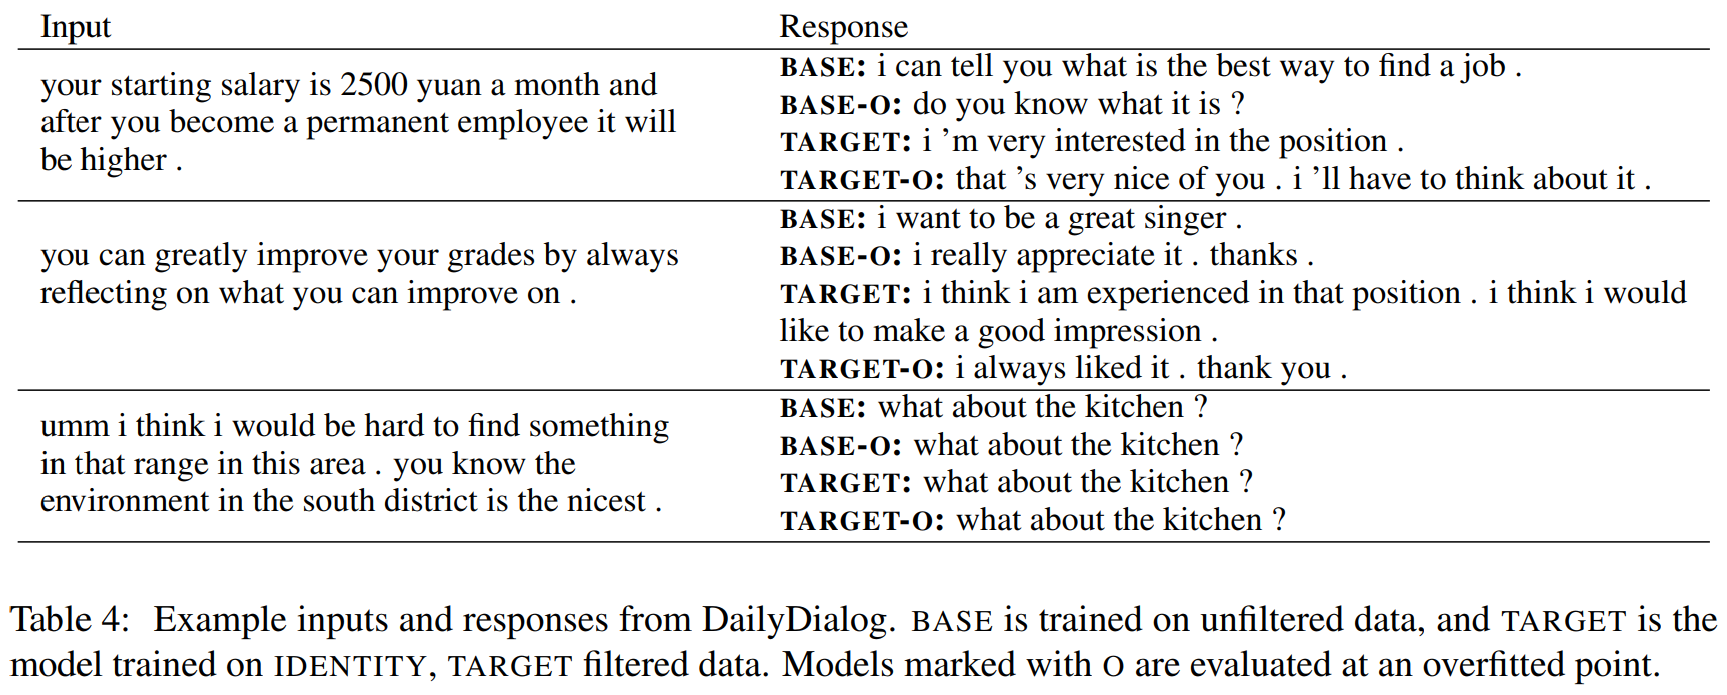 Input
Response
your starting salary is 2500 yuan a month and
after you become a permanent employee it will
be higher .
BASE: i can tell you what is the best way to find a job .
BASE-O: do you know what it is ?
TARGET: i ’m very interested in the position .
TARGET-O: that ’s very nice of you . i ’ll have to think about it .
you can greatly improve your grades by always
reflecting on what you can improve on .
BASE: i want to be a great singer .
BASE-O: i really appreciate it . thanks .
TARGET: i think i am experienced in that position . i think i would
like to make a good impression .
TARGET-O: i always liked it . thank you .
umm i think i would be hard to find something
in that range in this area . you know the
environment in the south district is the nicest .
BASE: what about the kitchen ?
BASE-O: what about the kitchen ?
TARGET: what about the kitchen ?
TARGET-O: what about the kitchen ?
Table 4: Example inputs and responses from DailyDialog. BASE is trained on unfiltered data, and TARGET is the
model trained on IDENTITY, TARGET filtered data. Models marked with O are evaluated at an overfitted point.